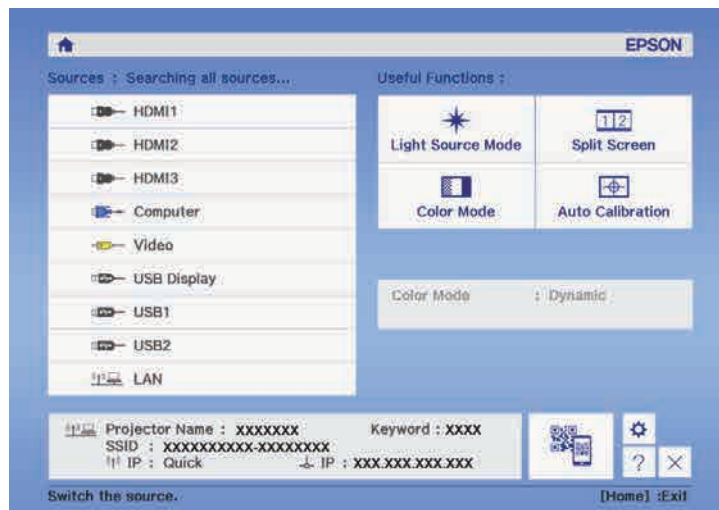 EPSON
Sources : Searching all sources...
Useful Functions :
HDMI1
HDMI2
HDMI3
Computer
Video
USB Display
USB1
USB2
LAN
Light Source Mode
1 2
Split Screen
Color Mode
Auto Calibration
Color Mode : Dynamic
Projector Name : XXXXXXX Keyword : XXXX
SSID : XXXXXXXXXX-XXXXXXXX
IP : Quick IP : XXX.XXX.XXX.XXX
?
Switch the source.
[Home] :Exit